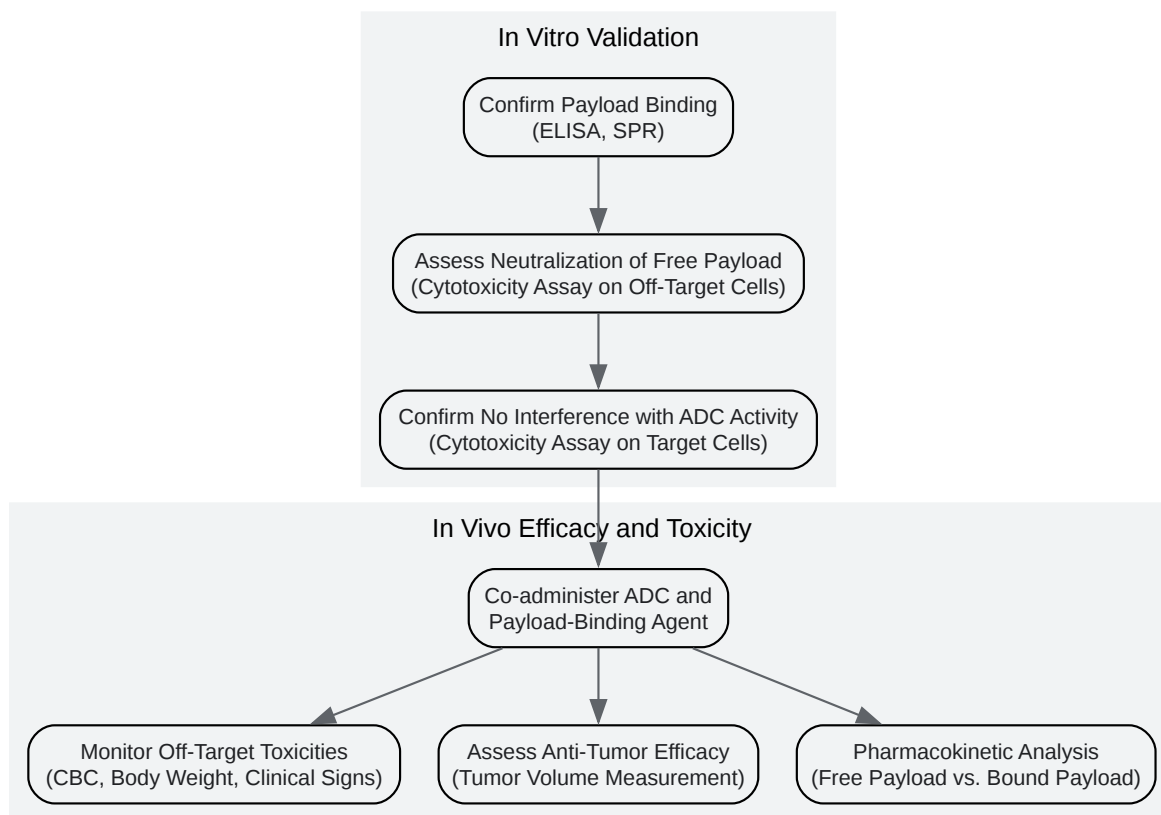 In Vitro Validation
Confirm Payload Binding
(ELISA, SPR)
Assess Neutralization of Free Payload
(Cytotoxicity Assay on Off-Target Cells)
Confirm No Interference with ADC Activity
(Cytotoxicity Assay on Target Cells)
In Vivo Efficacy and Toxicity
Co-administer ADC and
Payload-Binding Agent
Monitor Off-Target Toxicities
(CBC, Body Weight, Clinical Signs)
Assess Anti-Tumor Efficacy
(Tumor Volume Measurement)
Pharmacokinetic Analysis
(Free Payload vs. Bound Payload)